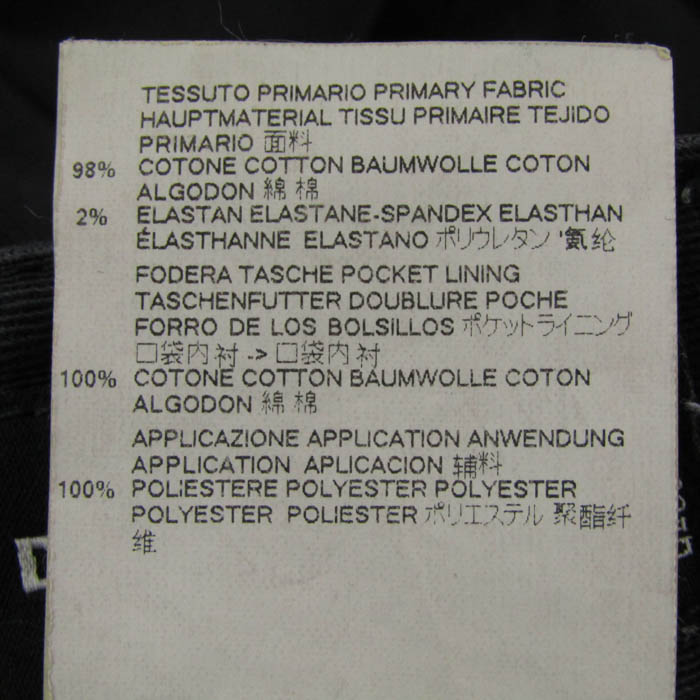 TESSUTO PRIMARIO PRIMARY FABRIC
HAUPTMATERIAL TISSU PRIMAIRE TEJIDO
PRIMARIO 面料
98% COTONE COTTON BAUMWOLLE COTON
ALGODON 綿 棉
2% ELASTAN ELASTANE-SPANDEX ELASTHAN
ÉLASTHANNE ELASTANO ポリウレタン '氨纶
FODERA TASCHE POCKET LINING
TASCHENFUTTER DOUBLURE POCHE
FORRO DE LOS BOLSILLOS ポケットライニング
口袋内衬 -> 口袋内衬
100% COTONE COTTON BAUMWOLLE COTON
ALGODON 綿 棉
APPLICAZIONE APPLICATION ANWENDUNG
APPLICATION APLICACION 辅料
100% POLIESTERE POLYESTER POLYESTER
POLYESTER POLIESTER ポリエステル 聚酯纤
维